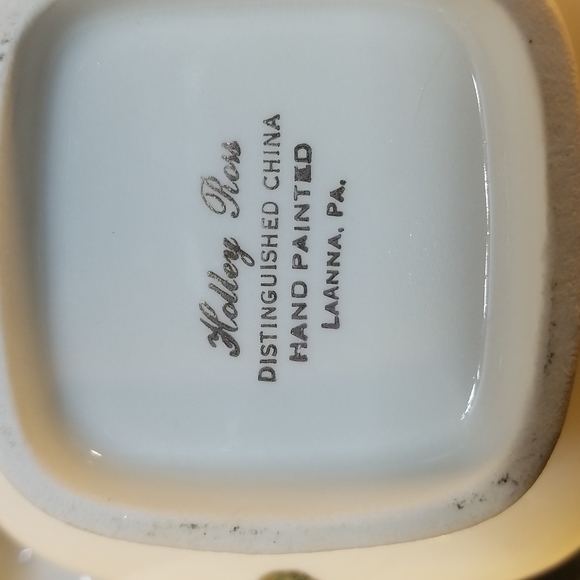 Holley Ross
DISTINGUISHED CHINA
HAND PAINTED
LAANNA, PA.